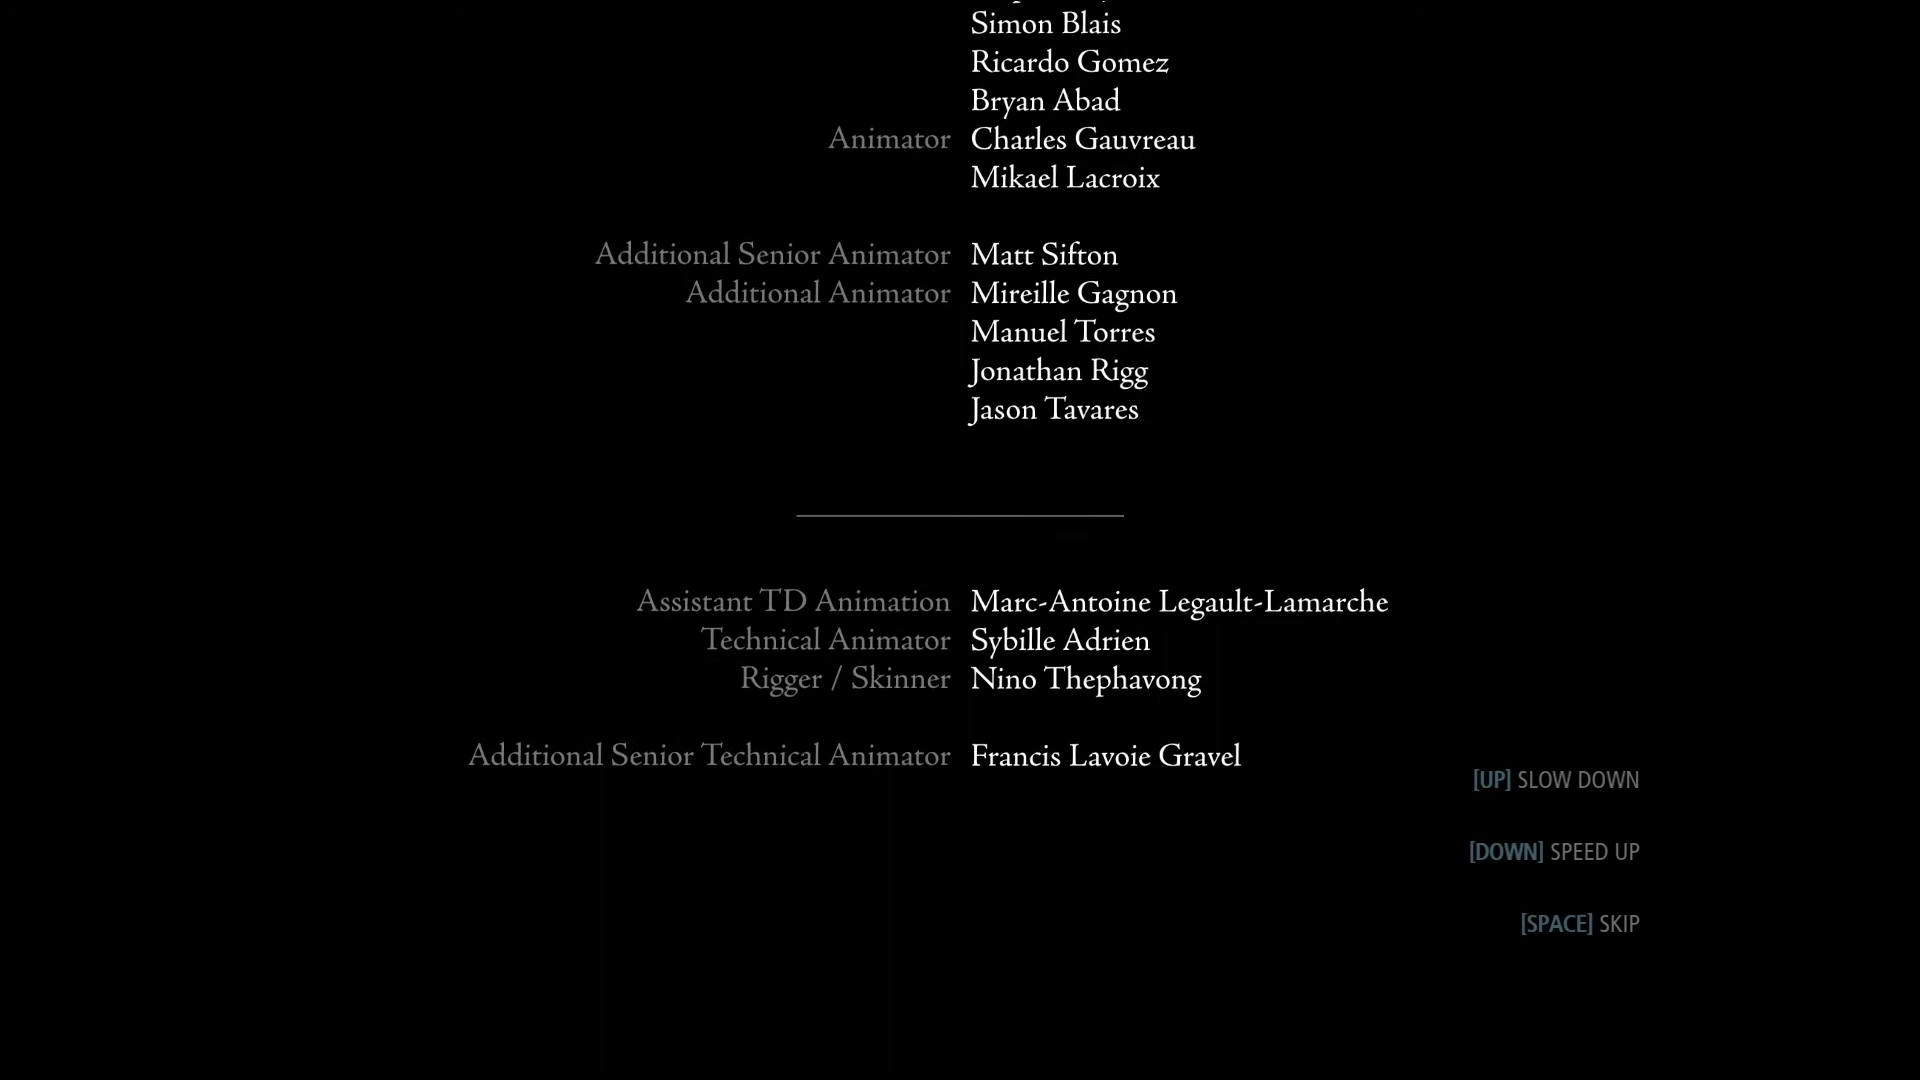 Simon Blais
Ricardo Gomez
Bryan Abad
Animator Charles Gauvreau
Mikael Lacroix
Additional Senior Animator Matt Sifton
Additional Animator Mireille Gagnon
Manuel Torres
Jonathan Rigg
Jason Tavares
Assistant TD Animation Marc-Antoine Legault-Lamarche
Technical Animator Sybille Adrien
Rigger / Skinner Nino Thephavong
Additional Senior Technical Animator Francis Lavoie Gravel
[UP] SLOW DOWN
[DOWN] SPEED UP
[SPACE] SKIP